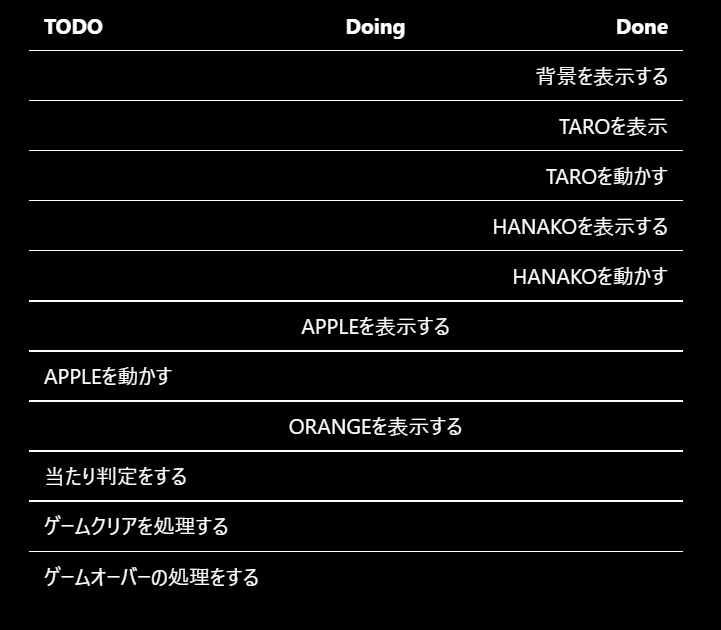 TODO Doing Done
背景を表示する
TAROを表示
TAROを動かす
HANAKOを表示する
HANAKOを動かす
APPLEを表示する
APPLEを動かす
ORANGEを表示する
当たり判定をする
ゲームクリアを処理する
ゲームオーバーの処理をする